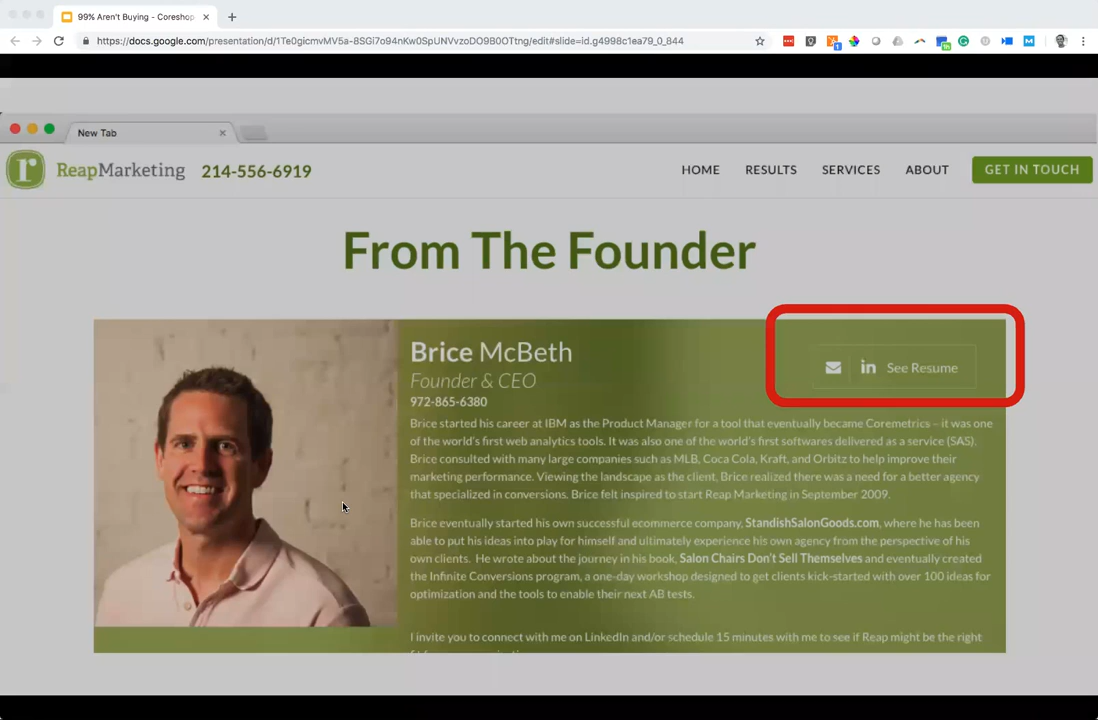 99% Aren't Buying - Coreshop
https://docs.google.com/presentation/d/1Te0gicmvMV5a-8SGi7o94nKw0SpUNVvzoDO9B0OTtng/edit#slide=id.g4998c1ea79_0_844
New Tab
r ReapMarketing 214-556-6919 HOME RESULTS SERVICES ABOUT GET IN TOUCH
From The Founder
Brice McBeth
in See Resume
Founder & CEO
972-865-6380
Brice started his career at IBM as the Product Manager for a tool that eventually became Coremetrics – it was one
of the world's first web analytics tools. It was also one of the world's first softwares delivered as a service (SAS).
Brice consulted with many large companies such as MLB, Coca Cola, Kraft, and Orbitz to help improve their
marketing performance. Viewing the landscape as the client, Brice realized there was a need for a better agency
that specialized in conversions. Brice felt inspired to start Reap Marketing in September 2009.
Brice eventually started his own successful ecommerce company, StandishSalonGoods.com, where he has been
able to put his ideas into play for himself and ultimately experience his own agency from the perspective of his
own clients. He wrote about the journey in his book, Salon Chairs Don't Sell Themselves and eventually created
the Infinite Conversions program, a one-day workshop designed to get clients kick-started with over 100 ideas for
optimization and the tools to enable their next AB tests.
I invite you to connect with me on LinkedIn and/or schedule 15 minutes with me to see if Reap might be the right